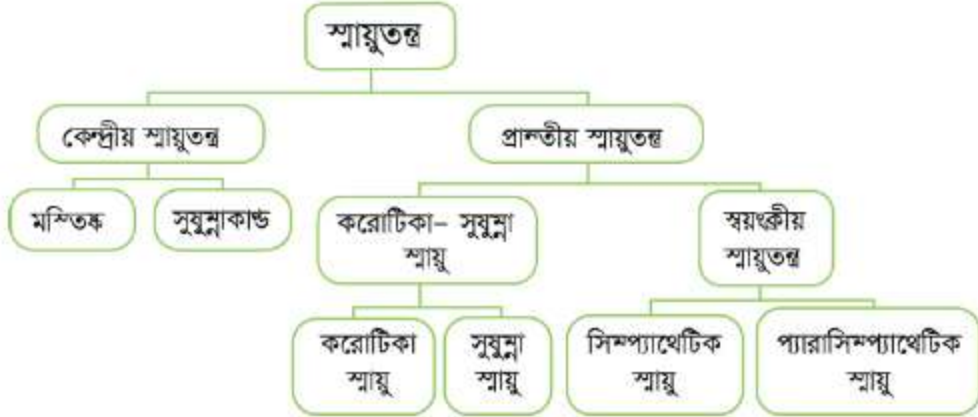 স্নায়ুতন্ত্র
কেন্দ্রীয় স্নায়ুতন্ত্র
প্রান্তীয় স্নায়ুতন্ত্র
মস্তিষ্ক
সুষুম্নাকাণ্ড
করোটিকা– সুষুম্না
স্নায়ু
স্বয়ংক্রীয়
স্নায়ুতন্ত্র
করোটিকা
স্নায়ু
সুষুম্না
স্নায়ু
সিম্প্যাথেটিক
স্নায়ু
প্যারাসিম্প্যাথেটিক
স্নায়ু